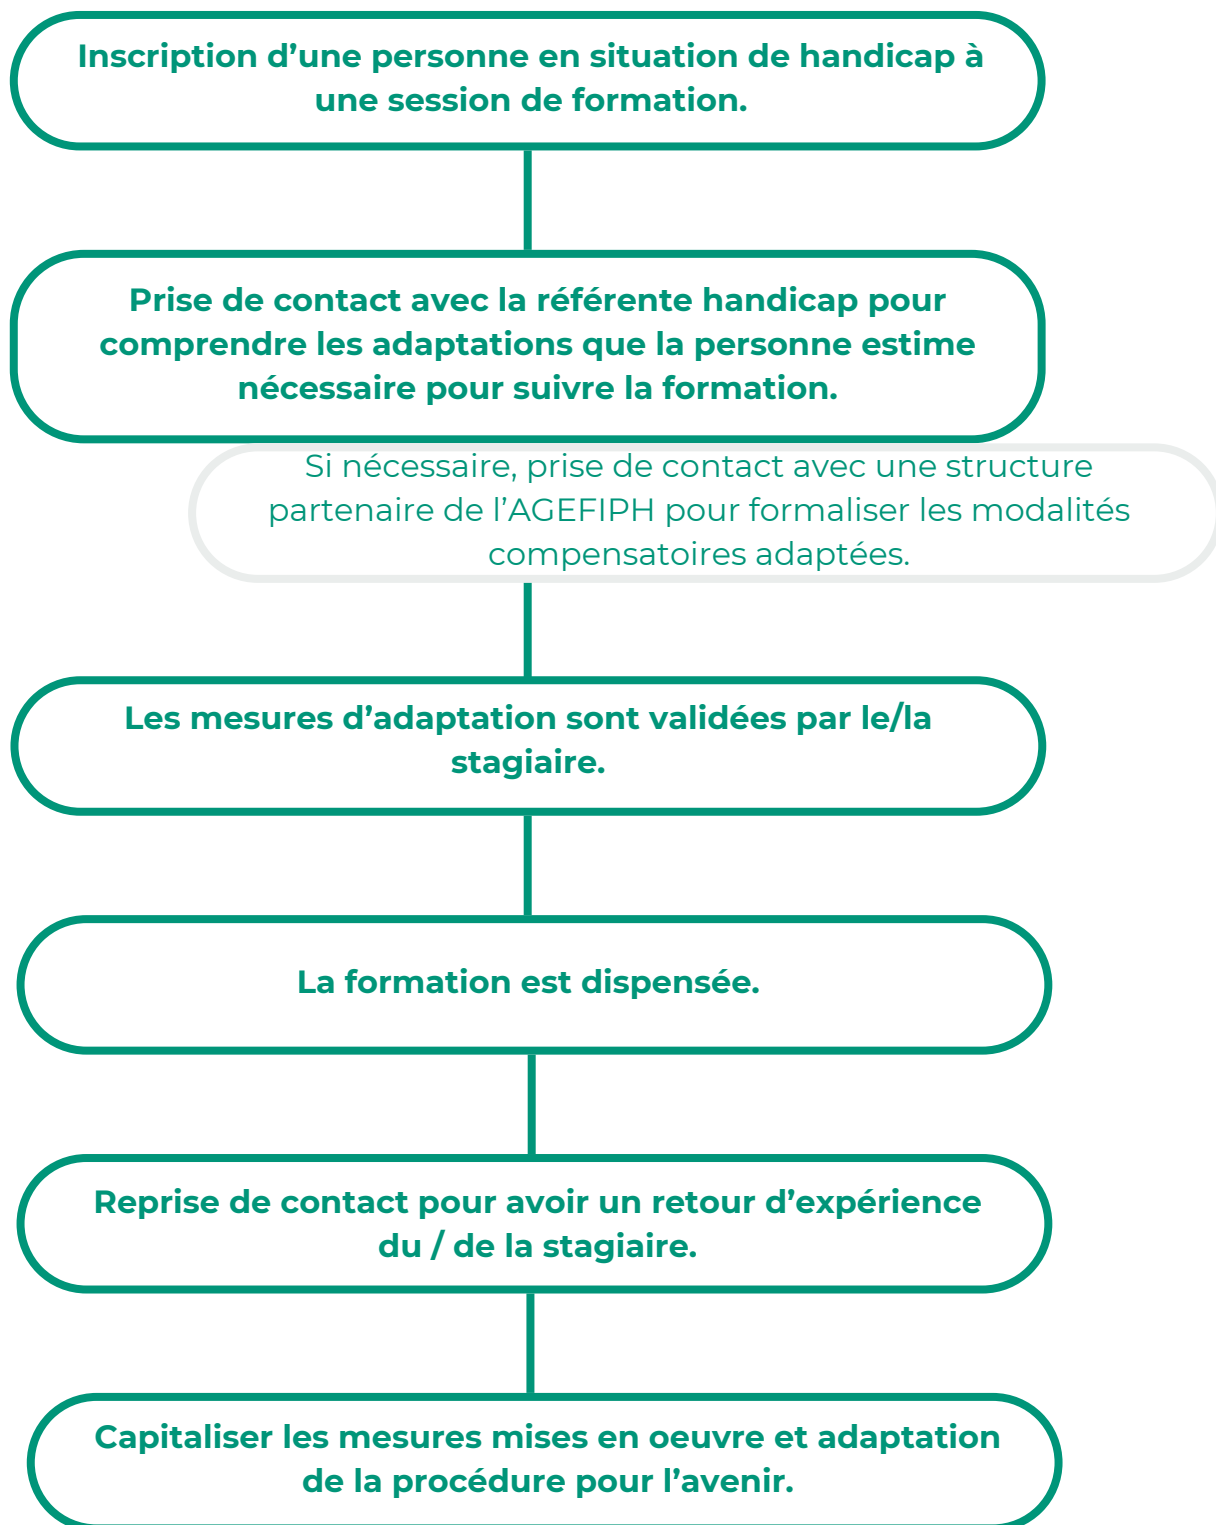 Inscription d’une personne en situation de handicap à
une session de formation.
Prise de contact avec la référente handicap pour
comprendre les adaptations que la personne estime
nécessaire pour suivre la formation.
Si nécessaire, prise de contact avec une structure
partenaire de l’AGEFIPH pour formaliser les modalités
compensatoires adaptées.
Les mesures d’adaptation sont validées par le/la
stagiaire.
La formation est dispensée.
Reprise de contact pour avoir un retour d’expérience
du / de la stagiaire.
Capitaliser les mesures mises en oeuvre et adaptation
de la procédure pour l’avenir.